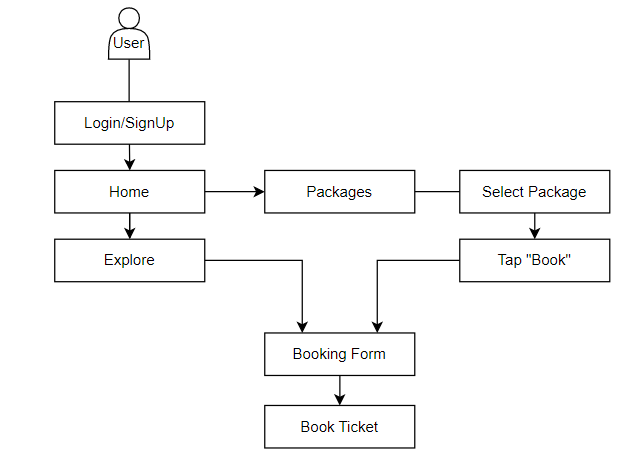 User
Login/SignUp
Home
Packages
Select Package
Explore
Tap "Book"
Booking Form
Book Ticket